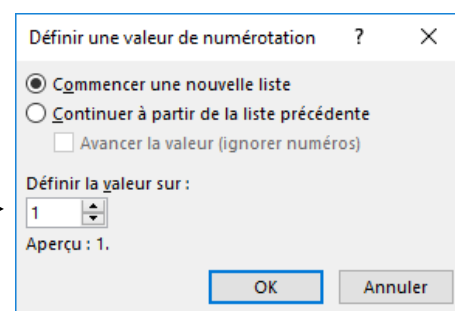 Définir une valeur de numérotation ? ×
Commencer une nouvelle liste
Continuer à partir de la liste précédente
Avancer la valeur (ignorer numéros)
Définir la valeur sur :
1
Aperçu : 1.
OK Annuler